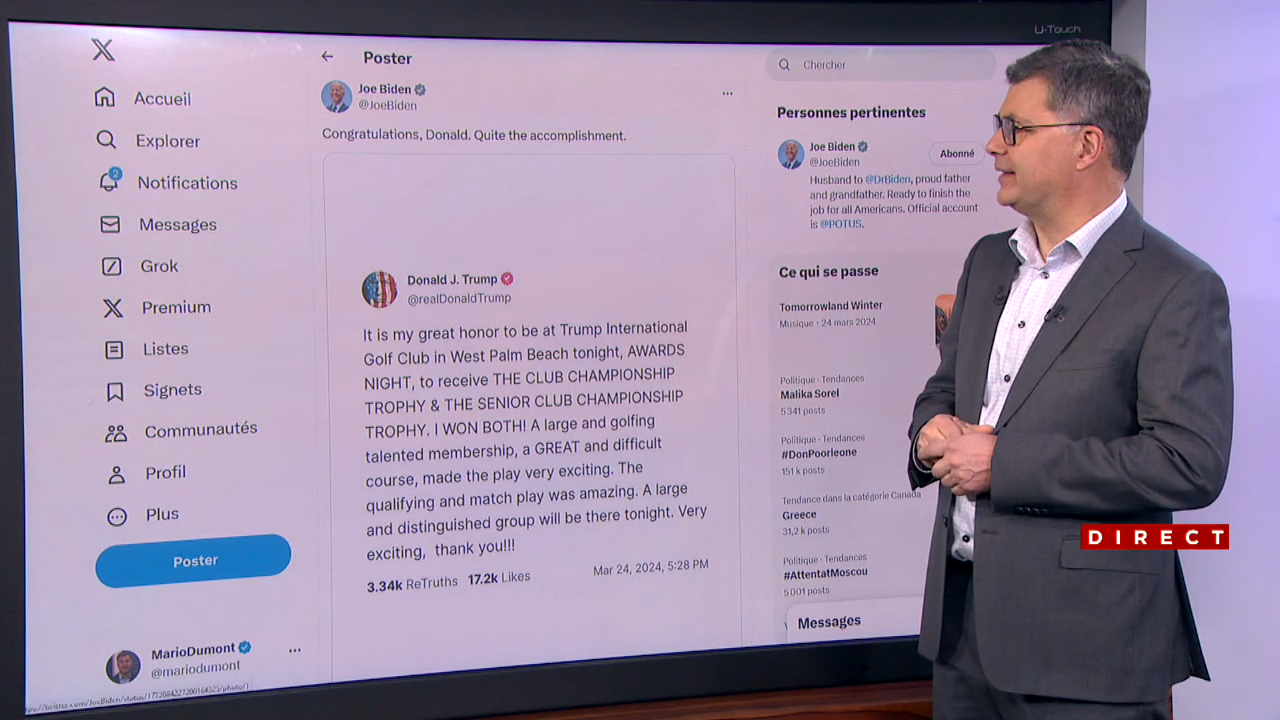 U-Touch
X
Accueil
Explorer
2
Notifications
Messages
Grok
Premium
Listes
Signets
Communautés
Profil
Plus
Poster
MarioDumont
@mariodumont
Poster
Joe Biden
@JoeBiden
Congratulations, Donald. Quite the accomplishment.
Donald J. Trump
@realDonaldTrump
It is my great honor to be at Trump International
Golf Club in West Palm Beach tonight, AWARDS
NIGHT, to receive THE CLUB CHAMPIONSHIP
TROPHY & THE SENIOR CLUB CHAMPIONSHIP
TROPHY. I WON BOTH! A large and golfing
talented membership, a GREAT and difficult
course, made the play very exciting. The
qualifying and match play was amazing. A large
and distinguished group will be there tonight. Very
exciting, thank you!!!
3.34k ReTruths 17.2k Likes
Mar 24, 2024, 5:28 PM
Chercher
Personnes pertinentes
Joe Biden
@JoeBiden
Abonné
Husband to @DrBiden, proud father
and grandfather. Ready to finish the
job for all Americans. Official account
is @POTUS.
Ce qui se passe
Tomorrowland Winter
Musique · 24 mars 2024
Politique · Tendances
Malika Sorel
5 341 posts
Politique · Tendances
#DonPoorleone
151 k posts
Tendance dans la catégorie Canada
Greece
31,2 k posts
Politique · Tendances
#AttentatMoscou
5 001 posts
Messages
DIRECT